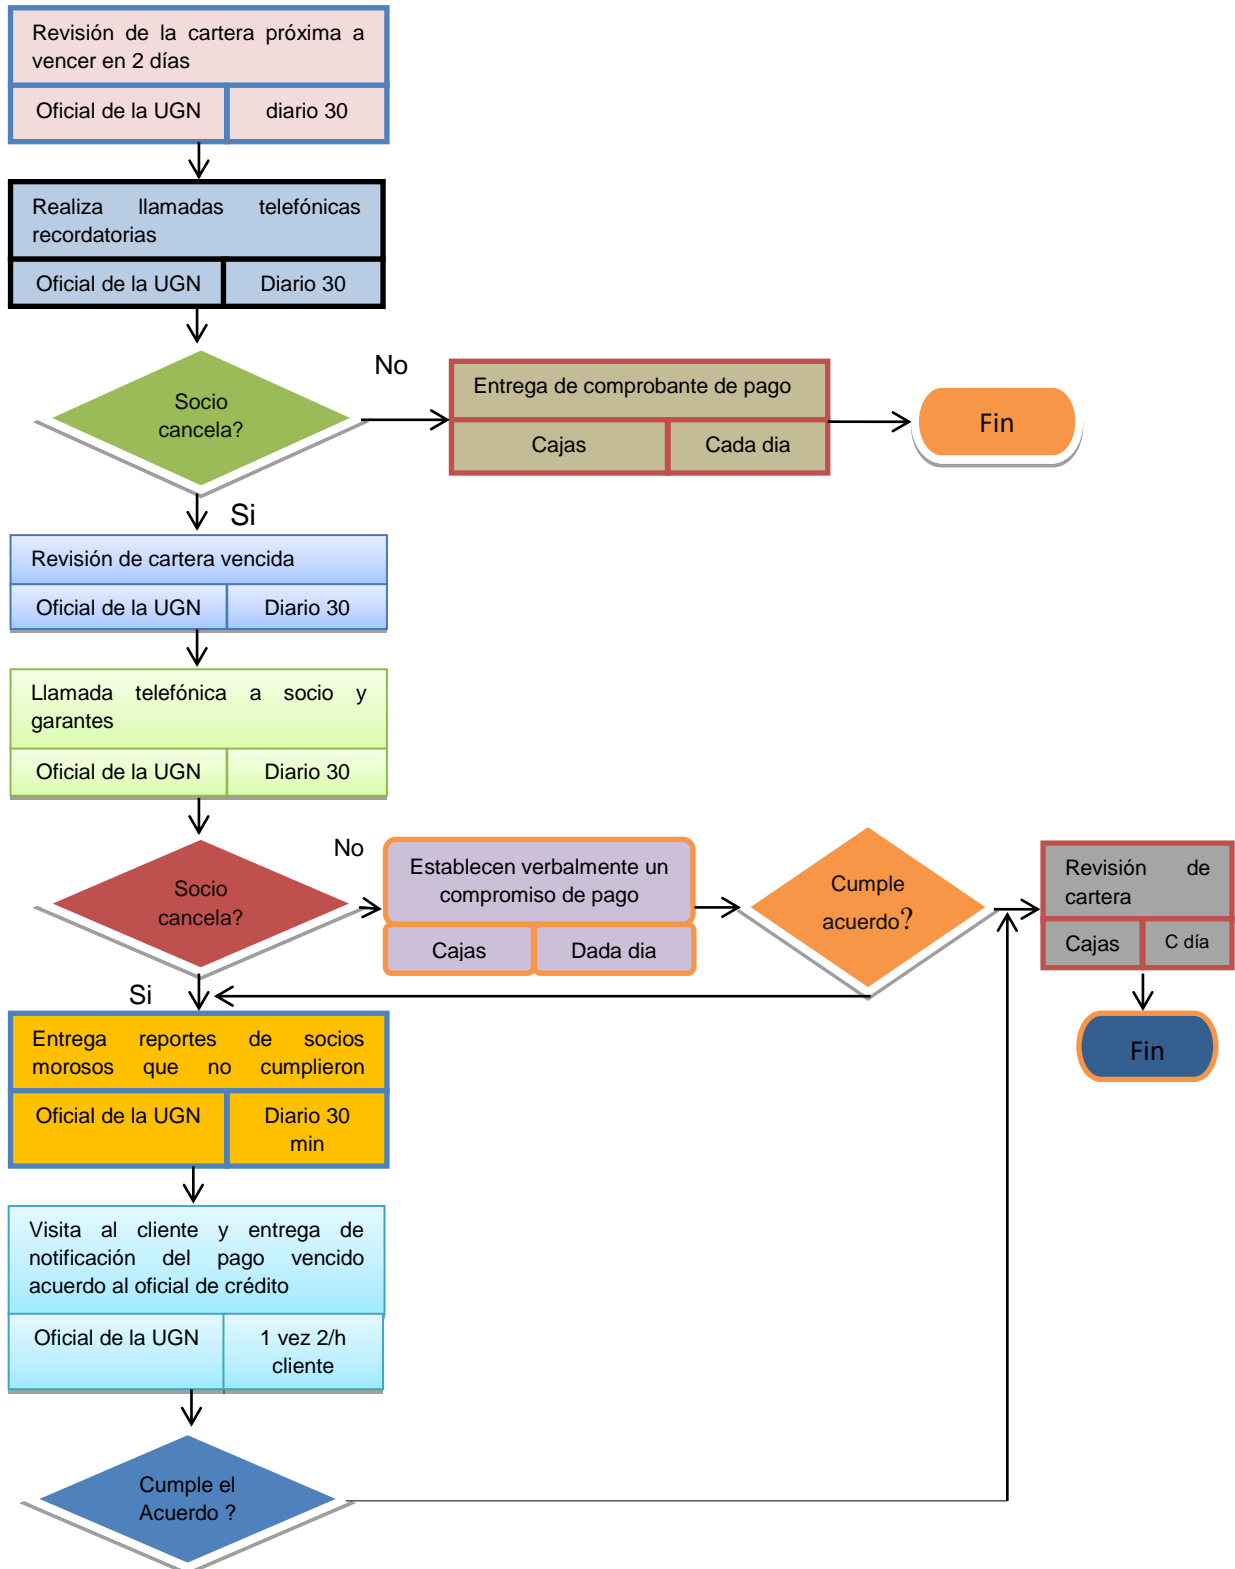 Revisión de la cartera próxima a
vencer en 2 días
Oficial de la UGN
diario 30
Realiza llamadas telefónicas
recordatorias
Oficial de la UGN
Diario 30
Socio
cancela?
No
Entrega de comprobante de pago
Cajas
Cada dia
Fin
Si
Revisión de cartera vencida
Oficial de la UGN
Diario 30
Llamada telefónica a socio y
garantes
Oficial de la UGN
Diario 30
Socio
cancela?
No
Establecen verbalmente un
compromiso de pago
Cajas
Dada dia
Cumple
acuerdo?
Revisión de
cartera
Cajas
C día
Fin
Si
Entrega reportes de socios
morosos que no cumplieron
Oficial de la UGN
Diario 30
min
Visita al cliente y entrega de
notificación del pago vencido
acuerdo al oficial de crédito
Oficial de la UGN
1 vez 2/h
cliente
Cumple el
Acuerdo ?